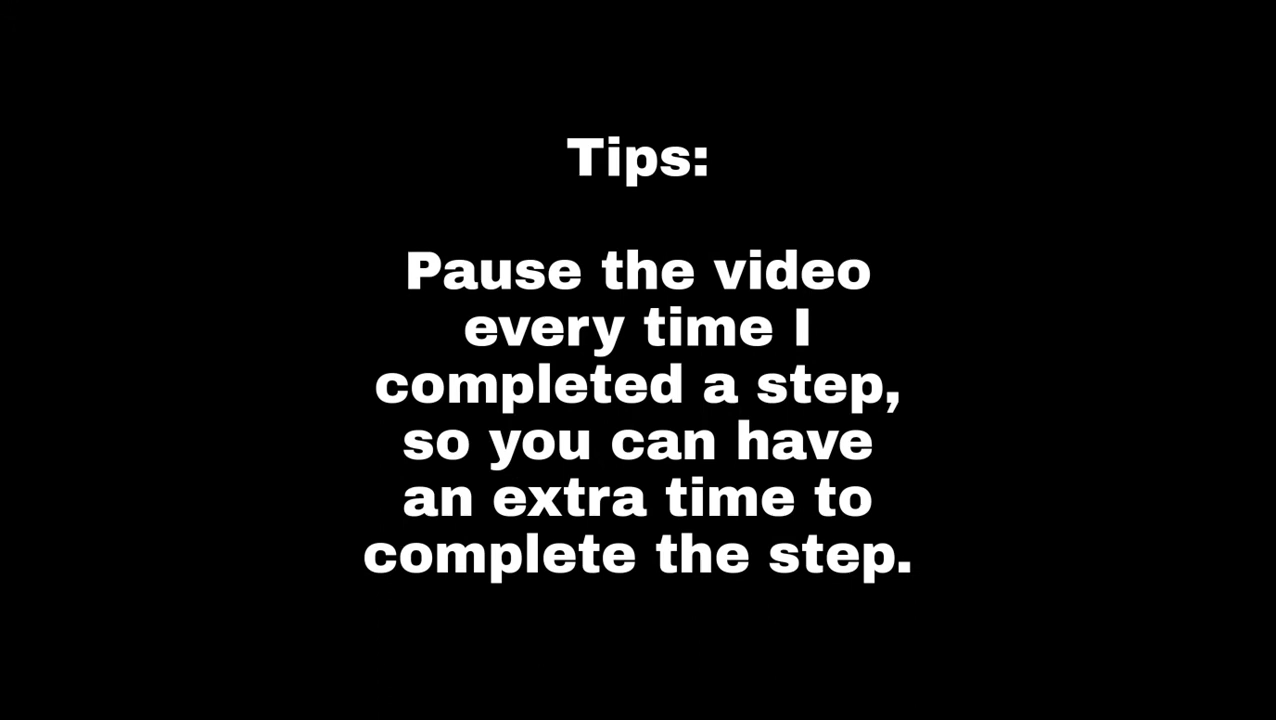 Tips:
Pause the video
every time I
completed a step,
so you can have
an extra time to
complete the step.